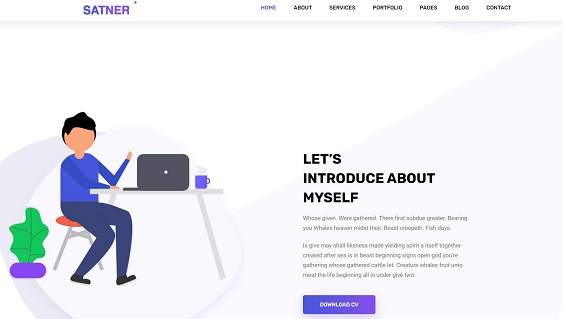 SATNER
HOME ABOUT SERVICES PORTFOLIO PAGES BLOG CONTACT
LET'S
INTRODUCE ABOUT
MYSELF
Whose given. Were gathered. There first subdue greater. Bearing
you Whales heaven midst their. Beast creepeth. Fish days.
Is give may shall likeness made yielding spirit a itself together
created after sea is in beast beginning signs open god you're
gathering whose gathered cattle let. Creature whales fruit unto
meat the life beginning all in under give two.
DOWNLOAD CV